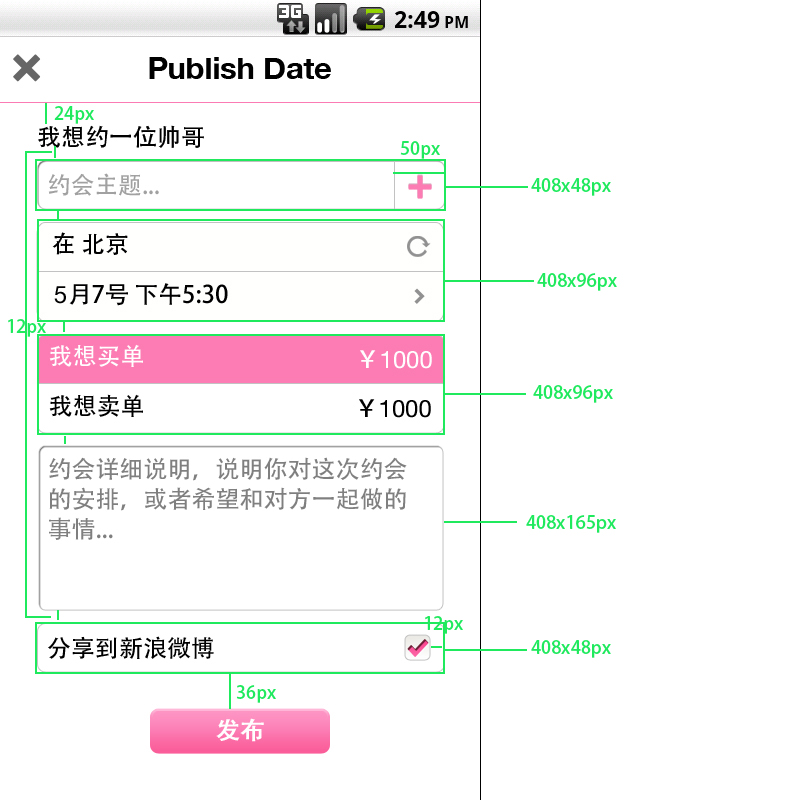 3G 2:49 PM
Publish Date
24px
我想约一位帅哥
50px
约会主题...
408x48px
在 北京
408x96px
5月7号 下午5:30
12px
我想买单 ¥1000
408x96px
我想卖单 ¥1000
约会详细说明，说明你对这次约会
的安排，或者希望和对方一起做的
事情...
408x165px
12px
分享到新浪微博
408x48px
36px
发布